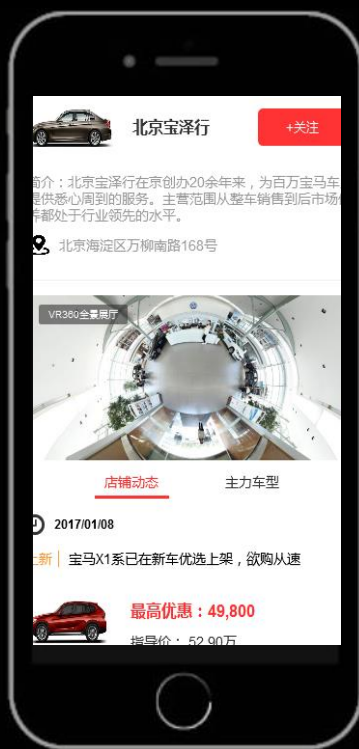 北京宝泽行
+关注
简介：北京宝泽行在京创办20余年来，为百万宝马车
提供悉心周到的服务。主营范围从整车销售到后市场
养都处于行业领先的水平。
北京海淀区万柳南路168号
VR360全景展厅
店铺动态 主力车型
2017/01/08
上新 宝马X1系已在新车优选上架，欲购从速
最高优惠：49,800
指导价： 52.90万